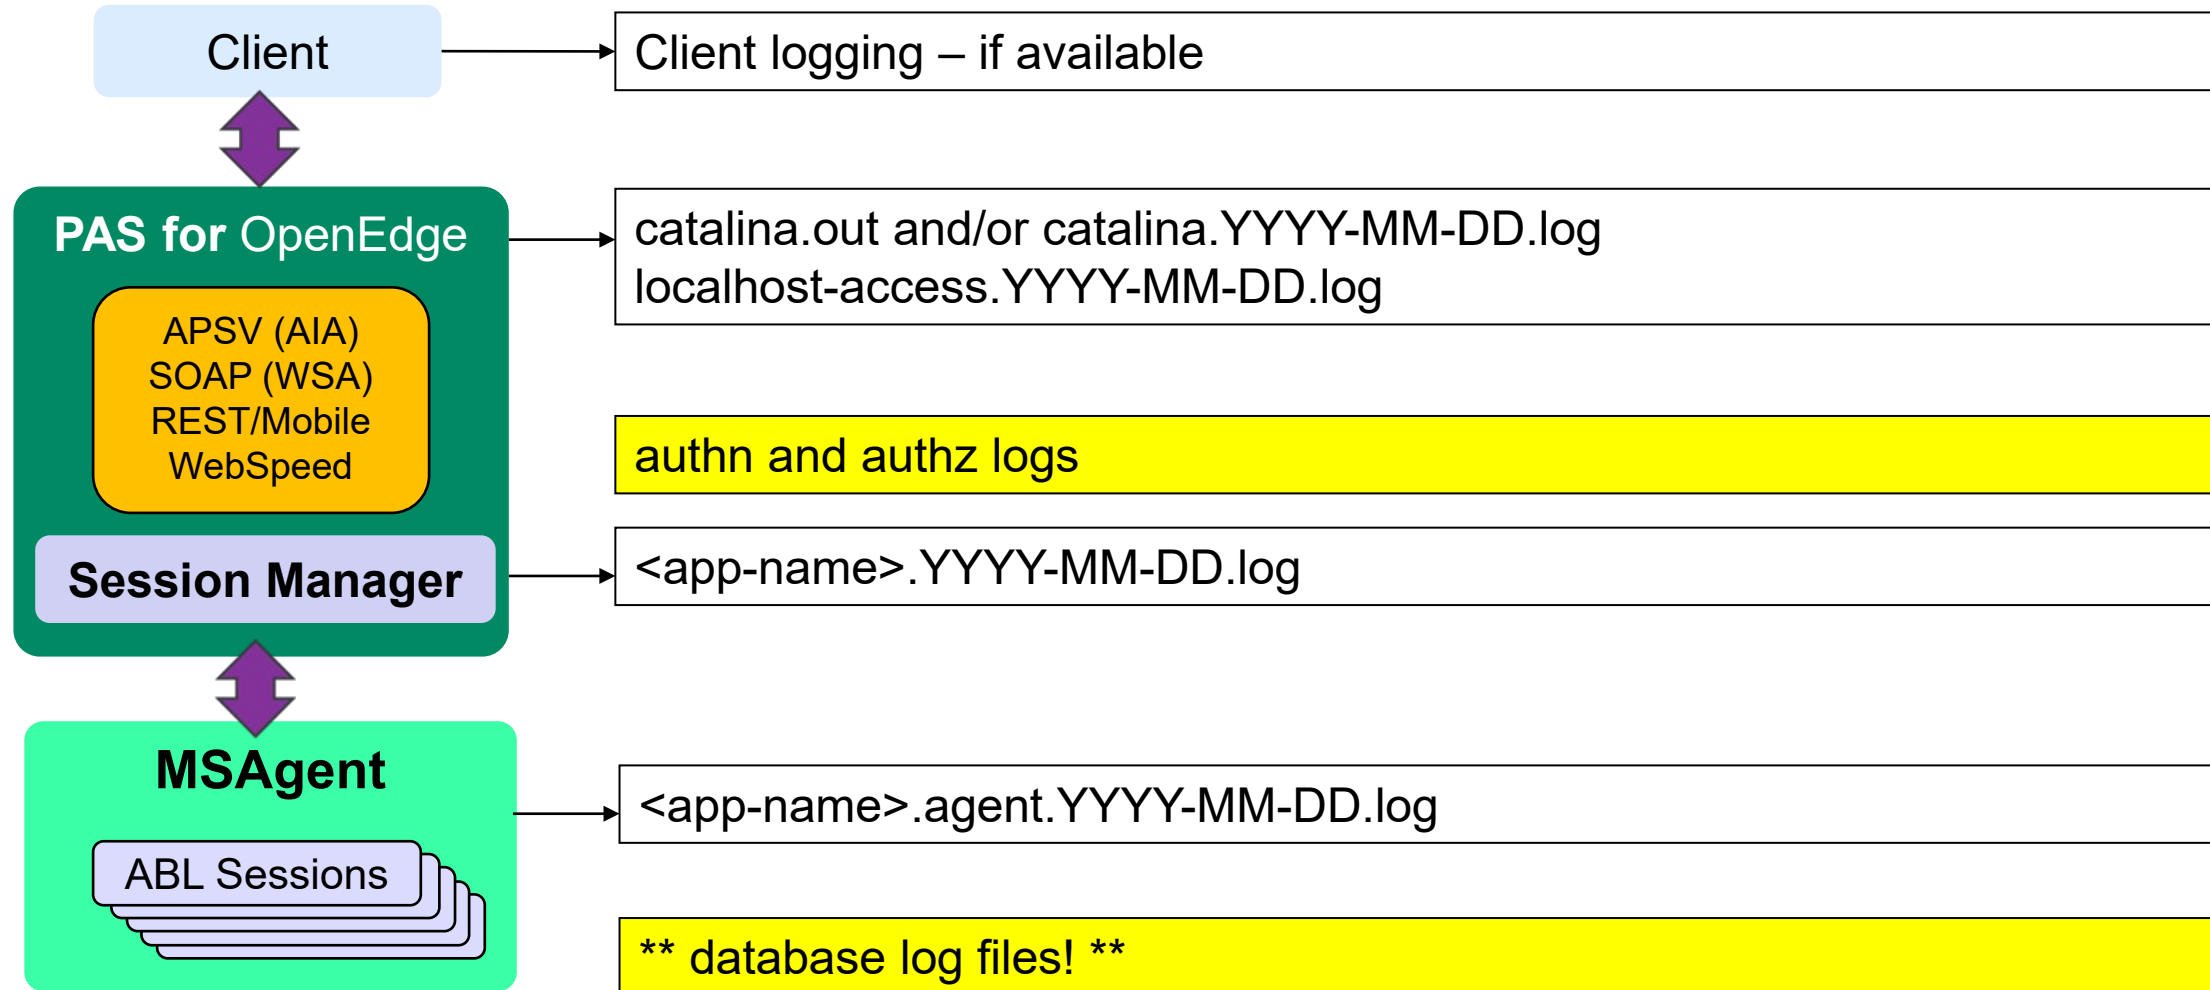 Client
Client logging – if available
PAS for OpenEdge
catalina.out and/or catalina.YYYY-MM-DD.log
localhost-access.YYYY-MM-DD.log
APSV (AIA)
SOAP (WSA)
REST/Mobile
WebSpeed
authn and authz logs
Session Manager
<app-name>.YYYY-MM-DD.log
MSAgent
<app-name>.agent.YYYY-MM-DD.log
ABL Sessions
** database log files! **